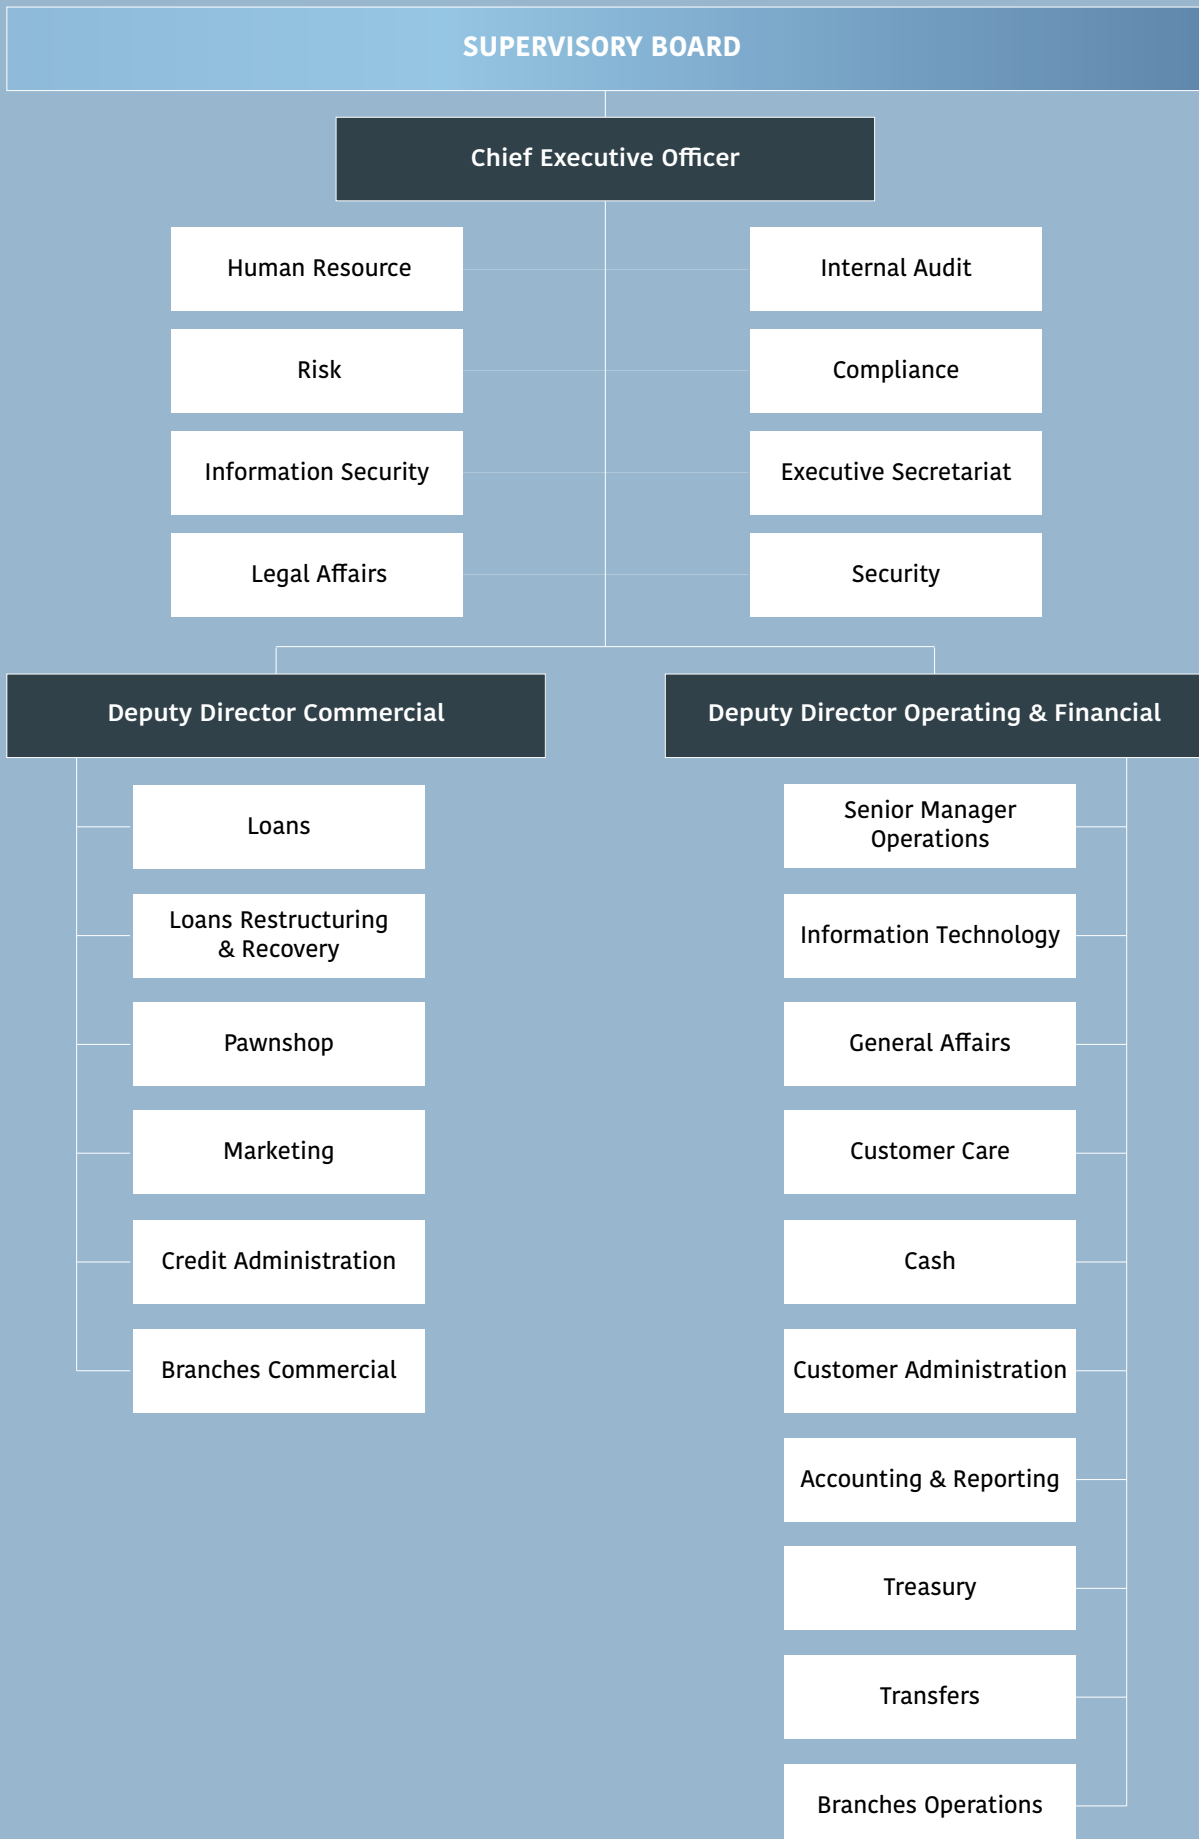 SUPERVISORY BOARD
Chief Executive Officer
Human Resource
Internal Audit
Risk
Compliance
Information Security
Executive Secretariat
Legal Affairs
Security
Deputy Director Commercial
Deputy Director Operating & Financial
Loans
Loans Restructuring
& Recovery
Pawnshop
Marketing
Credit Administration
Branches Commercial
Senior Manager
Operations
Information Technology
General Affairs
Customer Care
Cash
Customer Administration
Accounting & Reporting
Treasury
Transfers
Branches Operations